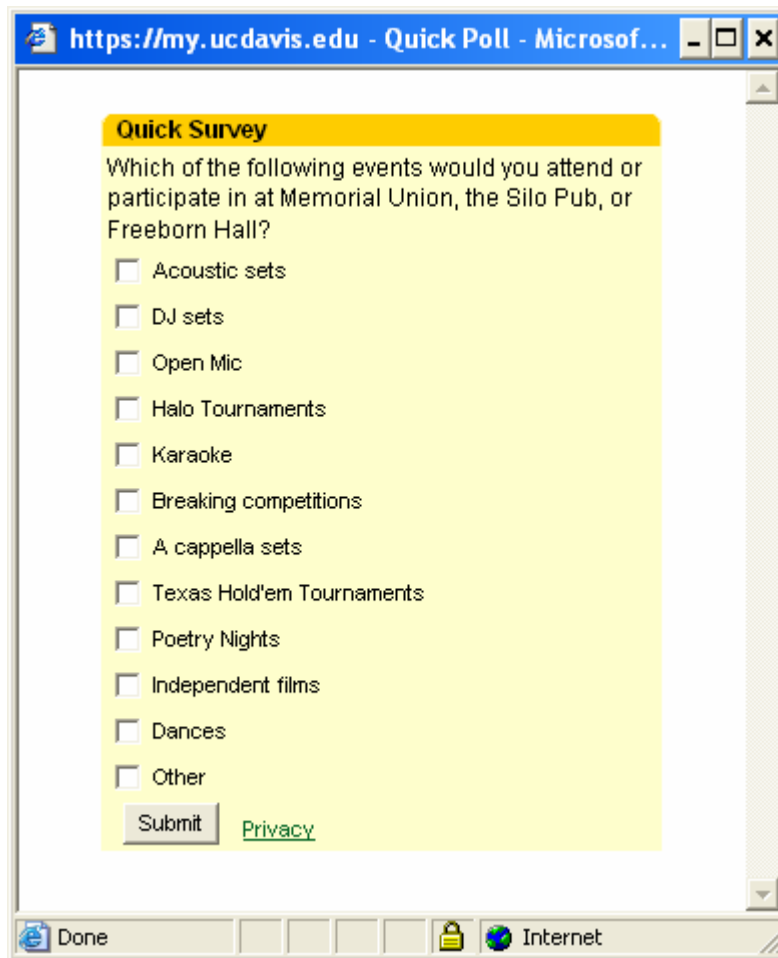 https://my.ucdavis.edu - Quick Poll - Microsof...
Quick Survey
Which of the following events would you attend or
participate in at Memorial Union, the Silo Pub, or
Freeborn Hall?
Acoustic sets
DJ sets
Open Mic
Halo Tournaments
Karaoke
Breaking competitions
A cappella sets
Texas Hold'em Tournaments
Poetry Nights
Independent films
Dances
Other
Submit Privacy
Done Internet